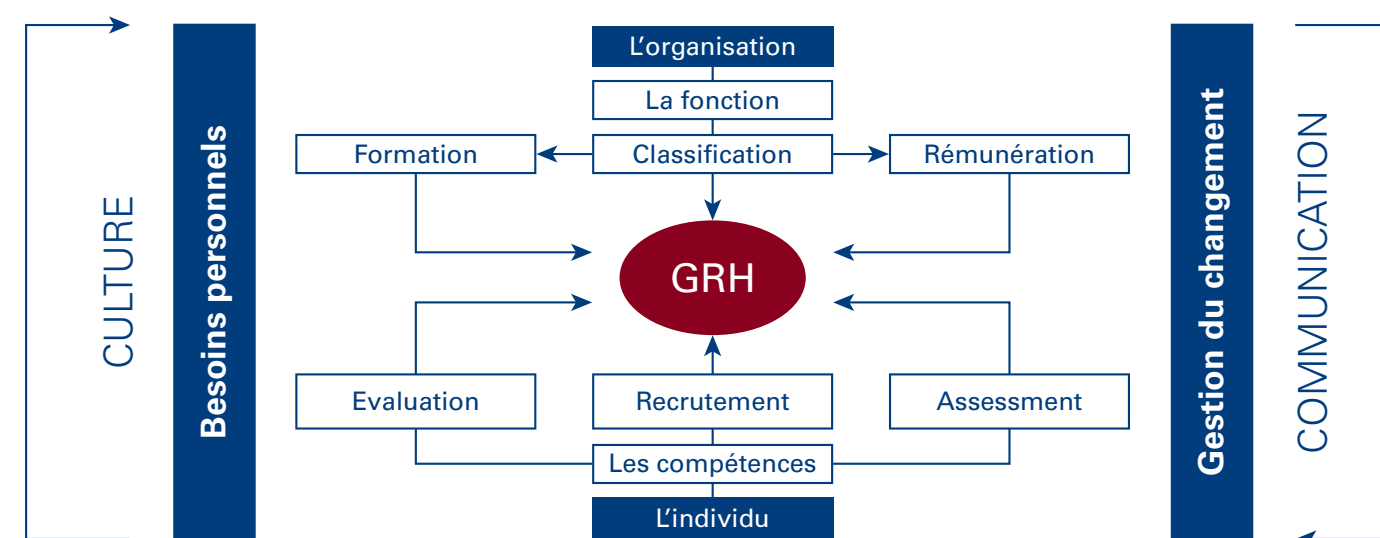 CULTURE
Besoins personnels
L'organisation
La fonction
Formation
Classification
Rémunération
GRH
Evaluation
Recrutement
Assessment
Les compétences
L'individu
Gestion du changement
COMMUNICATION